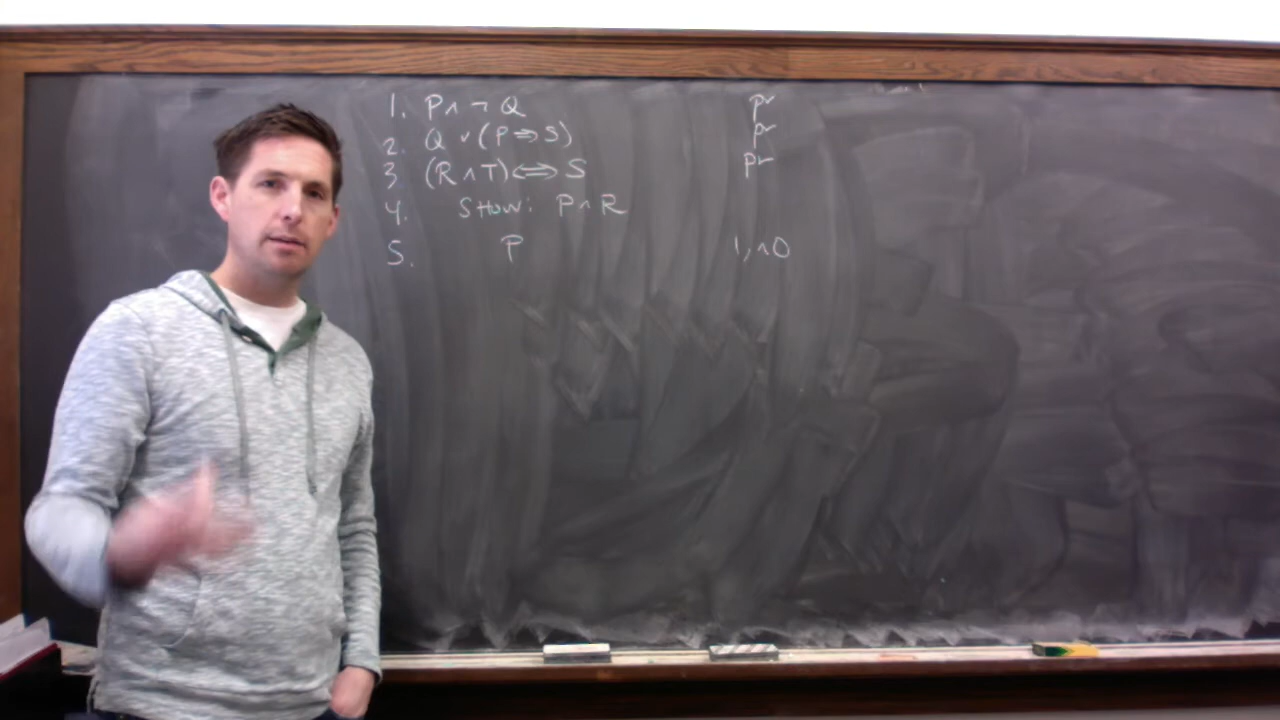 1. P ∧ ¬ Q pr
2. Q ∨ (P ⇒ S) pr
3 (R ∧ T) ⟺ S pr
4. SHOW: P ∧ R
5. P 1, ∧O